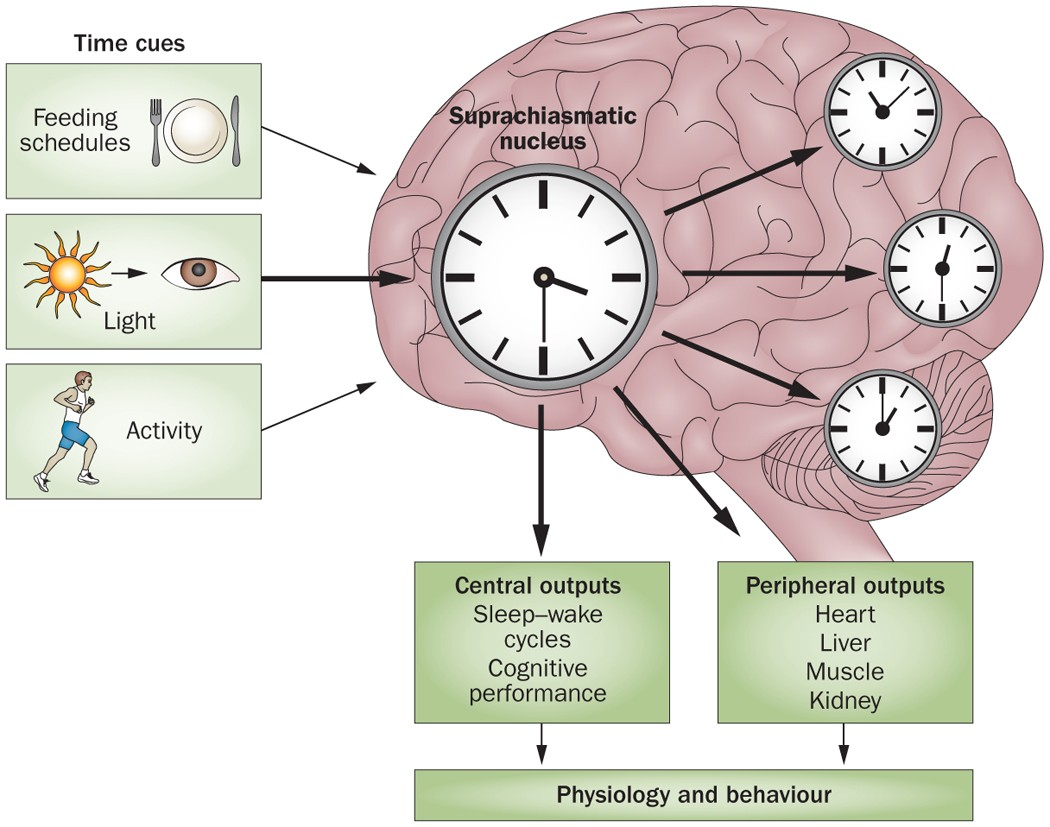 Time cues
Feeding
schedules
Light
Activity
Suprachiasmatic
nucleus
Central outputs
Sleep–wake
cycles
Cognitive
performance
Peripheral outputs
Heart
Liver
Muscle
Kidney
Physiology and behaviour